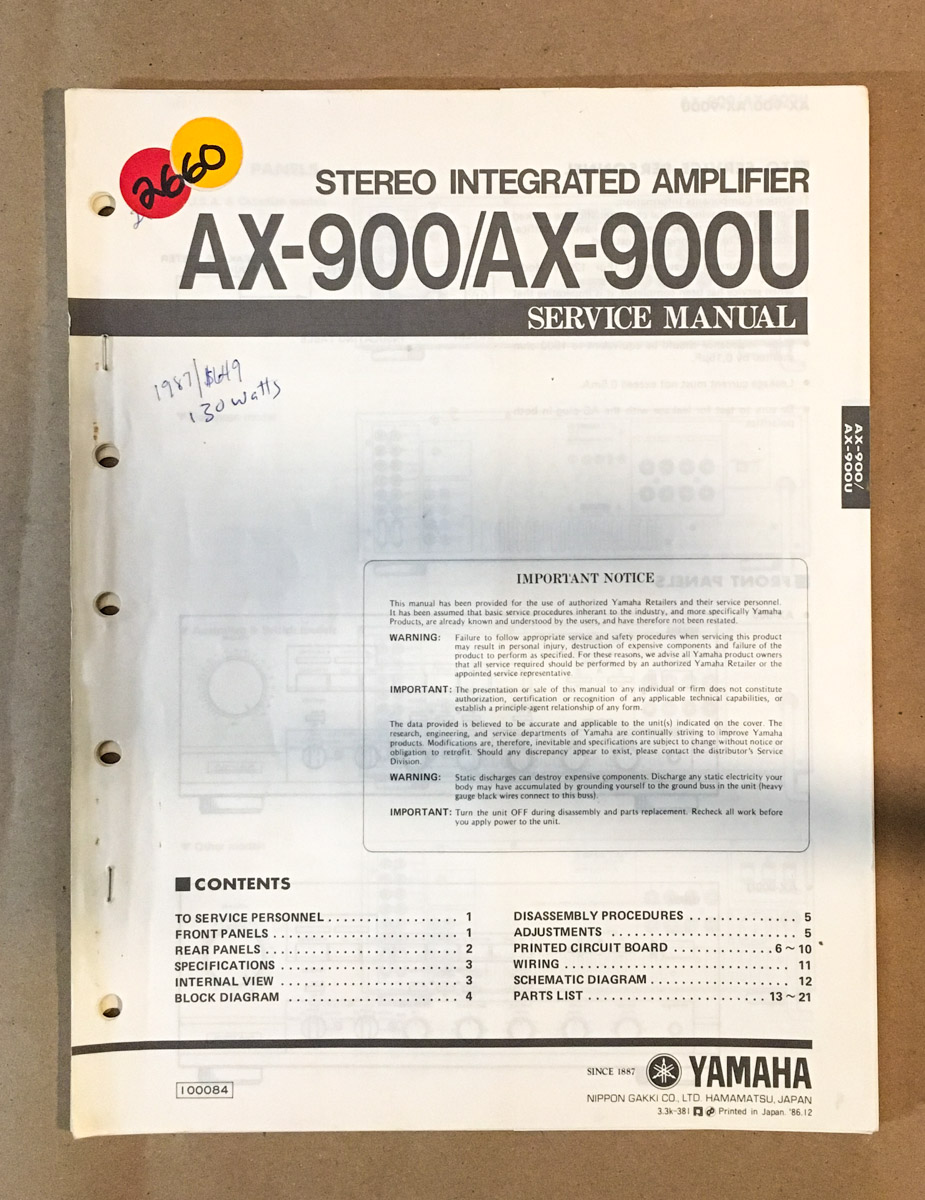 2660
STEREO INTEGRATED AMPLIFIER
AX-900/AX-900U
SERVICE MANUAL
1987/$649
130 watts
AX-900/
AX-900U
IMPORTANT NOTICE
This manual has been provided for the use of authorized Yamaha Retailers and their service personnel.
It has been assumed that basic service procedures inherant to the industry, and more specifically Yamaha
Products, are already known and understood by the users, and have therefore not been restated.
WARNING: Failure to follow appropriate service and safety procedures when servicing this product
may result in personal injury, destruction of expensive components and failure of the
product to perform as specified. For these reasons, we advise all Yamaha product owners
that all service required should be performed by an authorized Yamaha Retailer or the
appointed service representative.
IMPORTANT: The presentation or sale of this manual to any individual or firm does not constitute
authorization, certification or recognition of any applicable technical capabilities, or
establish a principle-agent relationship of any form.
The data provided is believed to be accurate and applicable to the unit(s) indicated on the cover. The
research, engineering, and service departments of Yamaha are continually striving to improve Yamaha
products. Modifications are, therefore, inevitable and specifications are subject to change without notice or
obligation to retrofit. Should any discrepancy appear to exist, please contact the distributor's Service
Division.
WARNING: Static discharges can destroy expensive components. Discharge any static electricity your
body may have accumulated by grounding yourself to the ground buss in the unit (heavy
gauge black wires connect to this buss).
IMPORTANT: Turn the unit OFF during disassembly and parts replacement. Recheck all work before
you apply power to the unit.
CONTENTS
TO SERVICE PERSONNEL ................. 1
FRONT PANELS ......................... 1
REAR PANELS .......................... 2
SPECIFICATIONS ....................... 3
INTERNAL VIEW ........................ 3
BLOCK DIAGRAM ........................ 4
DISASSEMBLY PROCEDURES .............. 5
ADJUSTMENTS ......................... 5
PRINTED CIRCUIT BOARD ............ 6 ~ 10
WIRING ............................. 11
SCHEMATIC DIAGRAM .................. 12
PARTS LIST ...................... 13 ~ 21
100084
SINCE 1887 YAMAHA
NIPPON GAKKI CO., LTD. HAMAMATSU, JAPAN
3.3k-381 Printed in Japan. '86.12